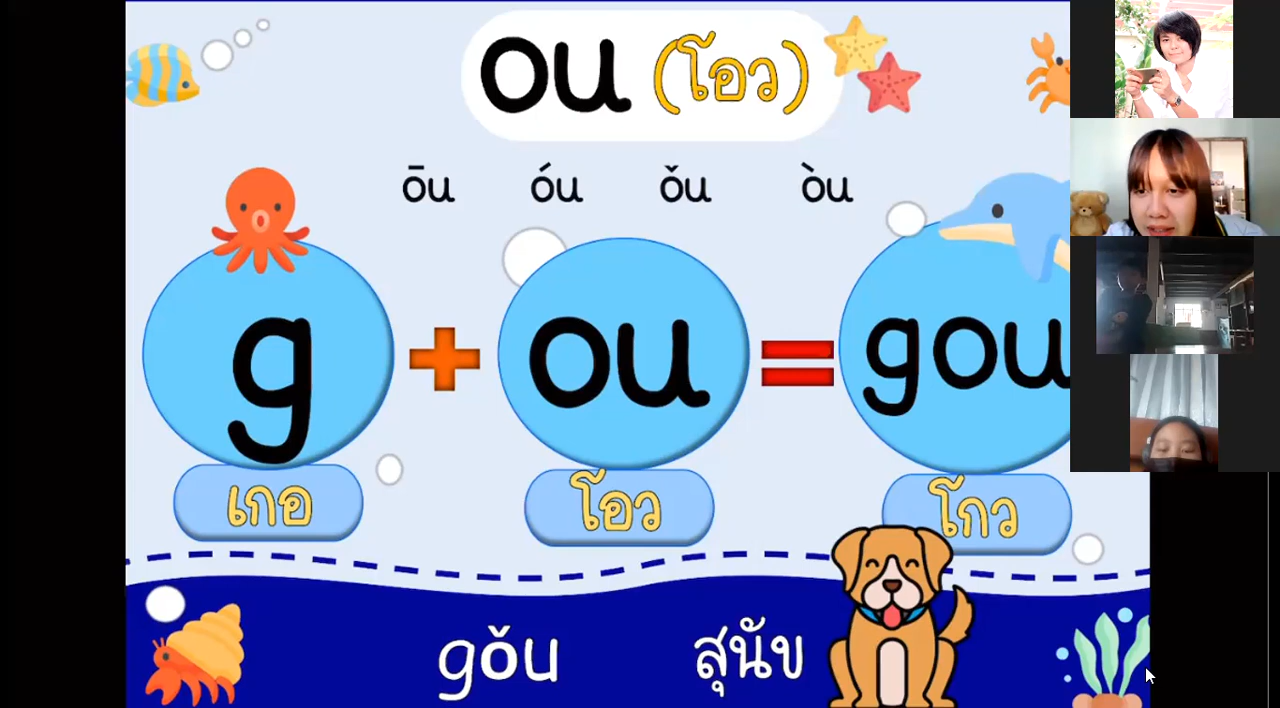 ou (โอว)
ōu óu ǒu òu
g + ou = gou
เกอ โอว โกว
gǒu สุนัข